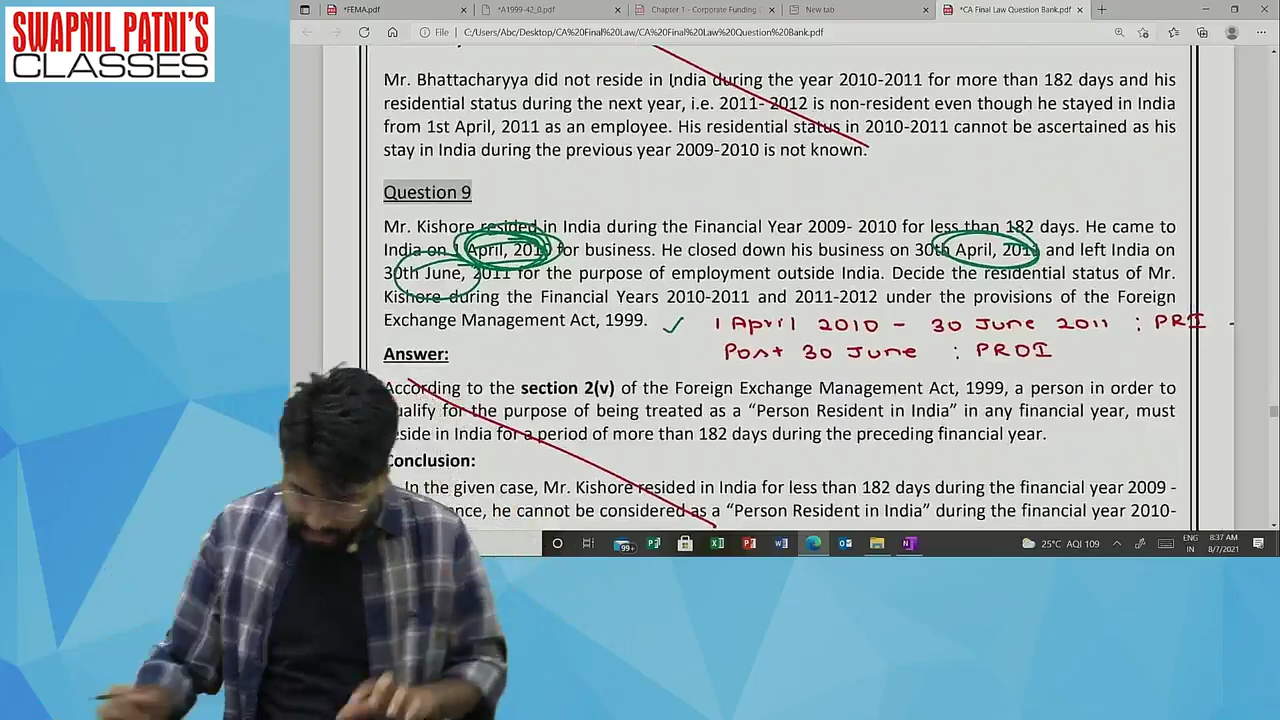 SWAPNIL PATNI'S
CLASSES
*FEMA.pdf
*A1999-42_0.pdf
Chapter 1 - Corporate Funding
New tab
*CA Final Law Question Bank.pdf
File
C:/Users/Abc/Desktop/CA%20Final%20Law/CA%20Final%20Law%20Question%20Bank.pdf
Mr. Bhattacharyya did not reside in India during the year 2010-2011 for more than 182 days and his
residential status during the next year, i.e. 2011- 2012 is non-resident even though he stayed in India
from 1st April, 2011 as an employee. His residential status in 2010-2011 cannot be ascertained as his
stay in India during the previous year 2009-2010 is not known.
Question 9
Mr. Kishore resided in India during the Financial Year 2009- 2010 for less than 182 days. He came to
India on April, 2010 for business. He closed down his business on 30th April, 2011 and left India on
30th June, 2011 for the purpose of employment outside India. Decide the residential status of Mr.
Kishore during the Financial Years 2010-2011 and 2011-2012 under the provisions of the Foreign
Exchange Management Act, 1999. ✓ 1 April 2010 - 30 June 2011 : PRI -
Post 30 June : PROI
Answer:
According to the section 2(v) of the Foreign Exchange Management Act, 1999, a person in order to
qualify for the purpose of being treated as a “Person Resident in India” in any financial year, must
reside in India for a period of more than 182 days during the preceding financial year.
Conclusion:
In the given case, Mr. Kishore resided in India for less than 182 days during the financial year 2009 -
he cannot be considered as a “Person Resident in India” during the financial year 2010-
99+
25°C AQI 109
ENG
IN
8:37 AM
8/7/2021